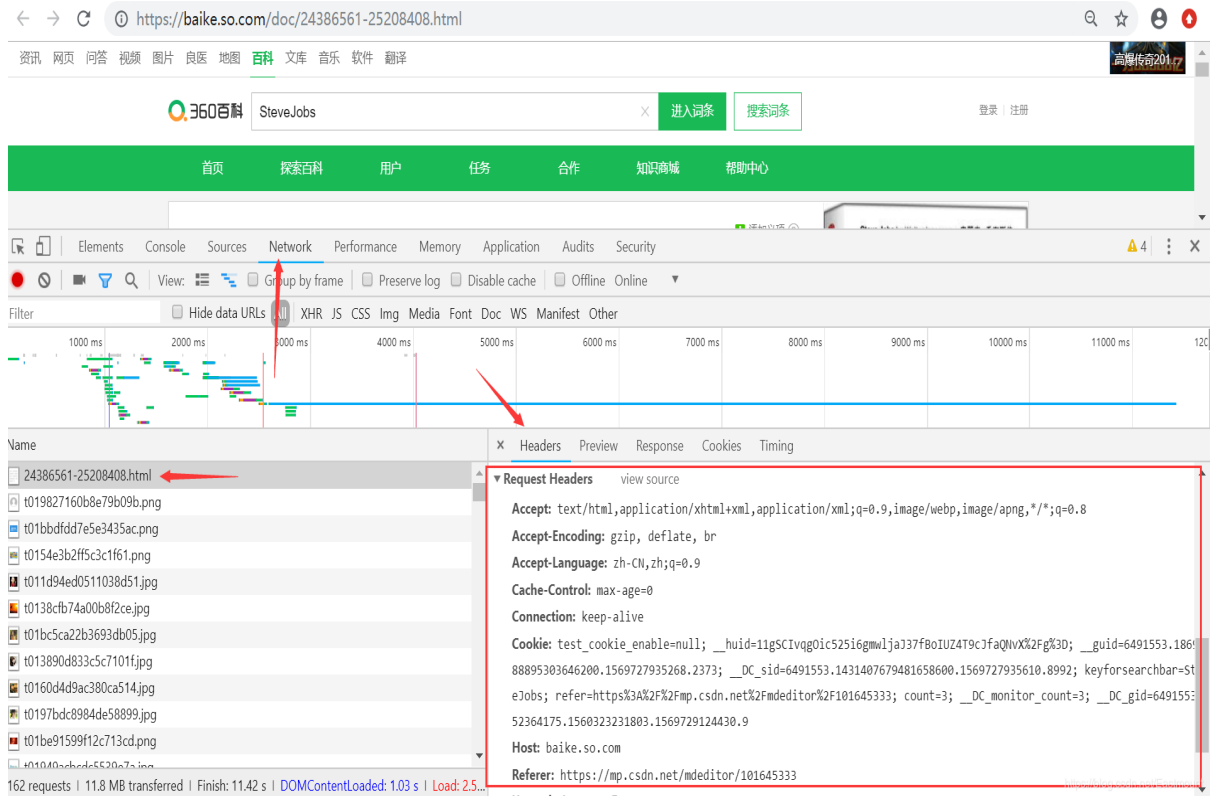 https://baike.so.com/doc/24386561-25208408.html
资讯 网页 问答 视频 图片 良医 地图 百科 文库 音乐 软件 翻译
高爆传奇201...
360百科 SteveJobs X 进入词条 搜索词条 登录 | 注册
首页 探索百科 用户 任务 合作 知识商城 帮助中心
Elements Console Sources Network Performance Memory Application Audits Security 4
View: Group by frame Preserve log Disable cache Offline Online
Filter Hide data URLs All XHR JS CSS Img Media Font Doc WS Manifest Other
1000 ms 2000 ms 3000 ms 4000 ms 5000 ms 6000 ms 7000 ms 8000 ms 9000 ms 10000 ms 11000 ms 120
Name
24386561-25208408.html
t019827160b8e79b09b.png
t01bbdfdd7e5e3435ac.png
t0154e3b2ff5c3c1f61.png
t011d94ed0511038d51.jpg
t0138cfb74a00b8f2ce.jpg
t01bc5ca22b3693db05.jpg
t013890d833c5c7101f.jpg
t0160d4d9ac380ca514.jpg
t0197bdc8984de58899.jpg
t01be91599f12c713cd.png
162 requests | 11.8 MB transferred | Finish: 11.42 s | DOMContentLoaded: 1.03 s | Load: 2.5...
× Headers Preview Response Cookies Timing
Request Headers view source
Accept: text/html,application/xhtml+xml,application/xml;q=0.9,image/webp,image/apng,*/*;q=0.8
Accept-Encoding: gzip, deflate, br
Accept-Language: zh-CN,zh;q=0.9
Cache-Control: max-age=0
Connection: keep-alive
Cookie: test_cookie_enable=null; __huid=11gSCIvqgOic525i6gmwljaJJ7fBoIUZ4T9cJfaQNvX%2Fg%3D; __guid=6491553.1869
88895303646200.1569727935268.2373; __DC_sid=6491553.1431407679481658600.1569727935610.8992; keyforsearchbar=St
eJobs; refer=https%3A%2F%2Fmp.csdn.net%2Fmdeditor%2F101645333; count=3; __DC_monitor_count=3; __DC_gid=6491553
52364175.1560323231803.1569729124430.9
Host: baike.so.com
Referer: https://mp.csdn.net/mdeditor/101645333